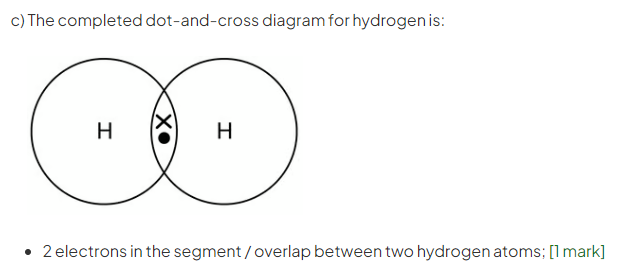 c) The completed dot-and-cross diagram for hydrogen is:
H H
• 2 electrons in the segment / overlap between two hydrogen atoms; [1 mark]